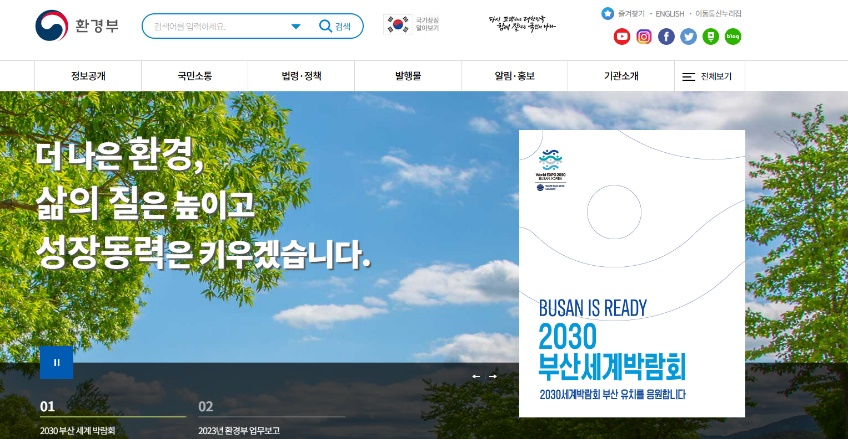 환경부
검색어를 입력하세요.
검색
국가상징
알아보기
다시 도약하는 대한민국
함께 잘사는 국민의 나라
즐겨찾기 • ENGLISH • 이동통신누리집
blog
정보공개
국민소통
법령·정책
발행물
알림·홍보
기관소개
전체보기
더 나은 환경,
삶의 질은 높이고
성장동력은 키우겠습니다.
World EXPO 2030
BUSAN KOREA
BUSAN IS READY
2030
부산세계박람회
2030세계박람회 부산 유치를 응원합니다
01
2030 부산 세계 박람회
02
2023년 환경부 업무보고